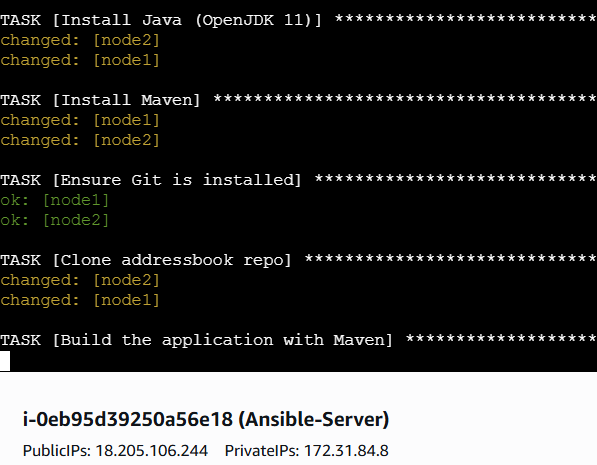 TASK [Install Java (OpenJDK 11)] **************************
changed: [node2]
changed: [node1]
TASK [Install Maven] **************************************
changed: [node1]
changed: [node2]
TASK [Ensure Git is installed] ****************************
ok: [node1]
ok: [node2]
TASK [Clone addressbook repo] *****************************
changed: [node2]
changed: [node1]
TASK [Build the application with Maven] *******************
i-0eb95d39250a56e18 (Ansible-Server)
PublicIPs: 18.205.106.244 PrivateIPs: 172.31.84.8